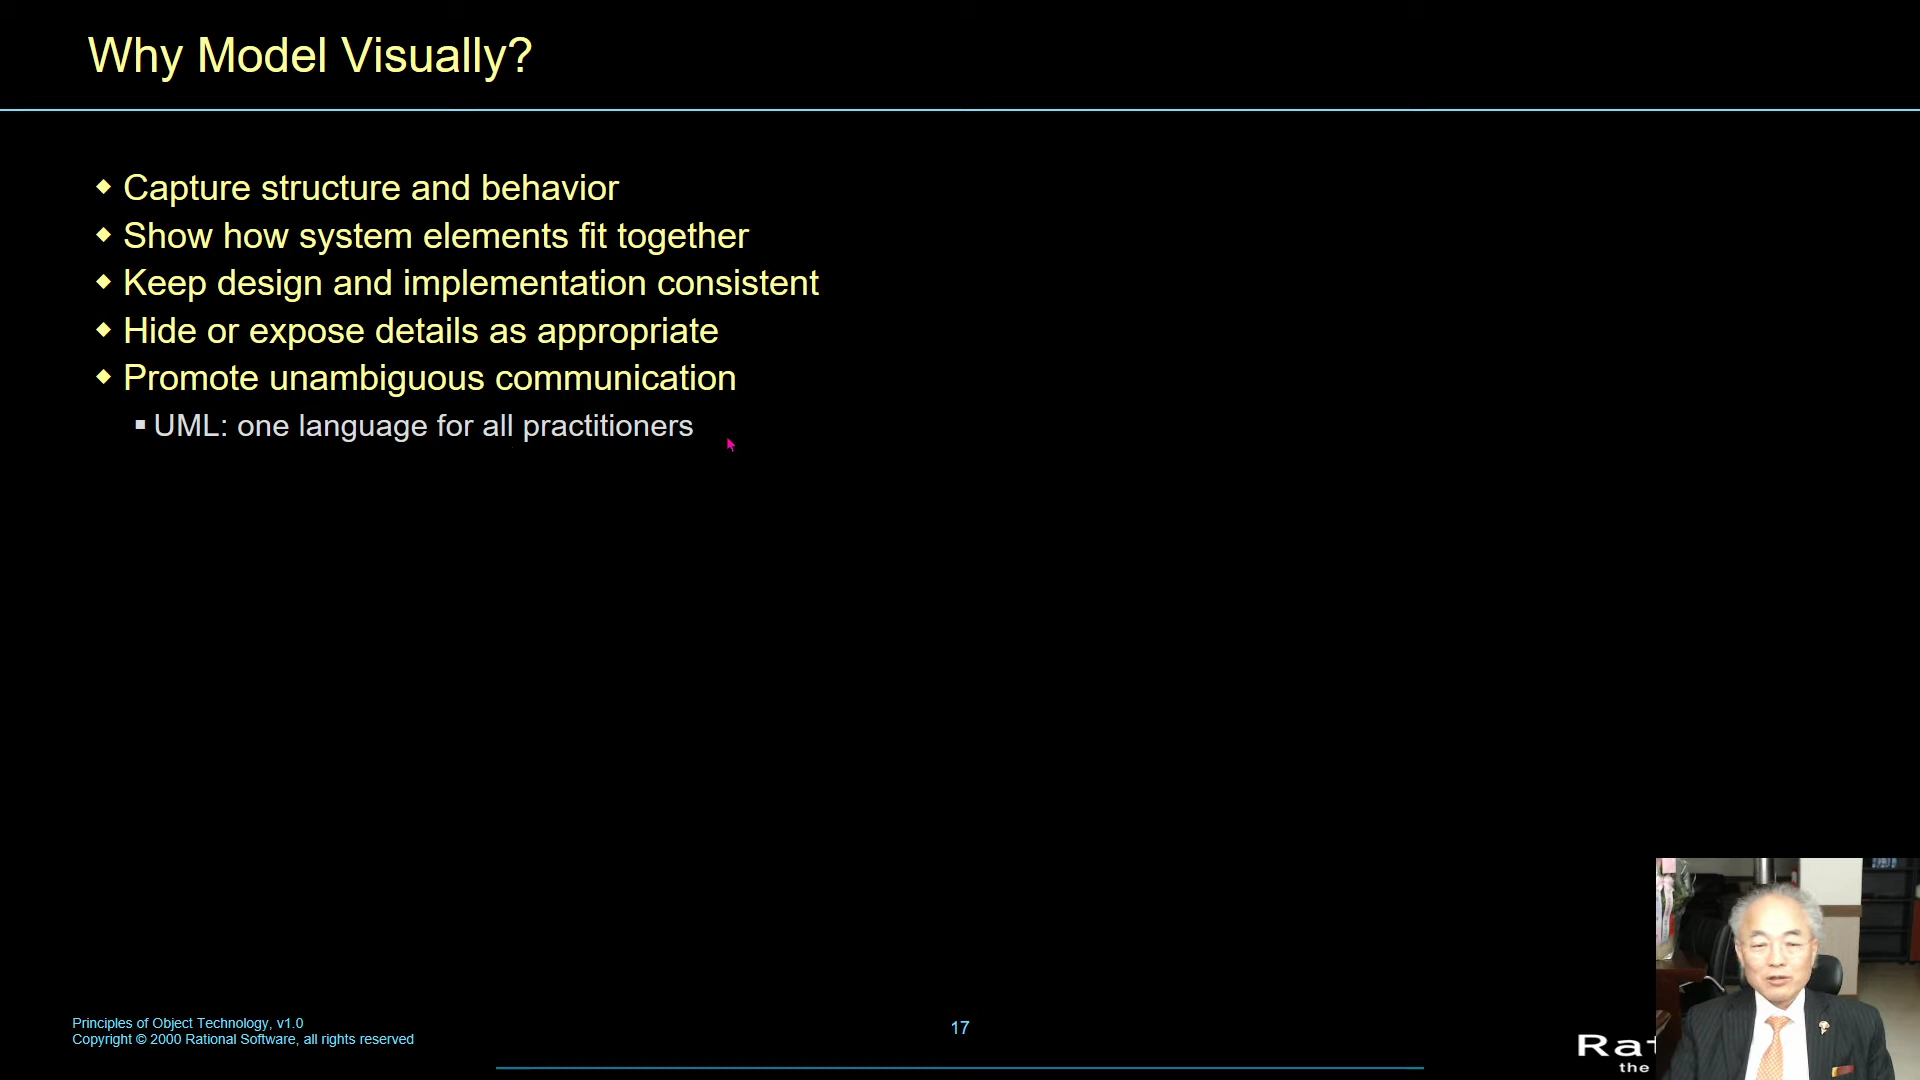 Why Model Visually?
Capture structure and behavior
Show how system elements fit together
Keep design and implementation consistent
Hide or expose details as appropriate
Promote unambiguous communication
UML: one language for all practitioners
Principles of Object Technology, v1.0
Copyright © 2000 Rational Software, all rights reserved
17
the